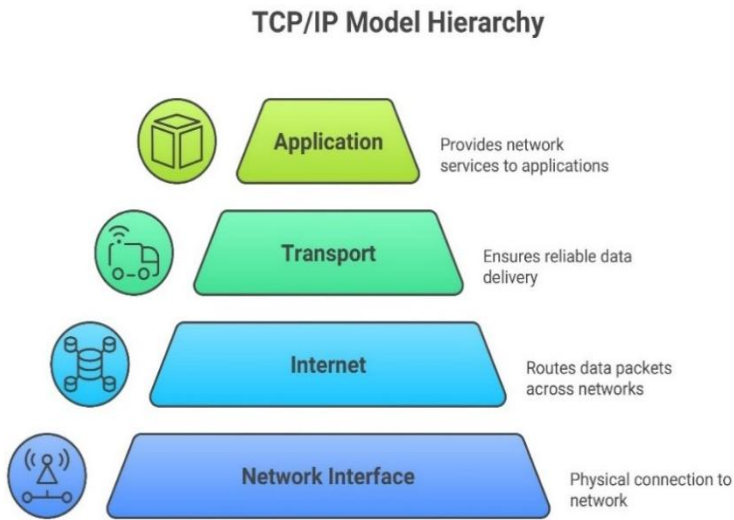 TCP/IP Model Hierarchy
Application
Provides network
services to applications
Transport
Ensures reliable data
delivery
Internet
Routes data packets
across networks
Network Interface
Physical connection to
network